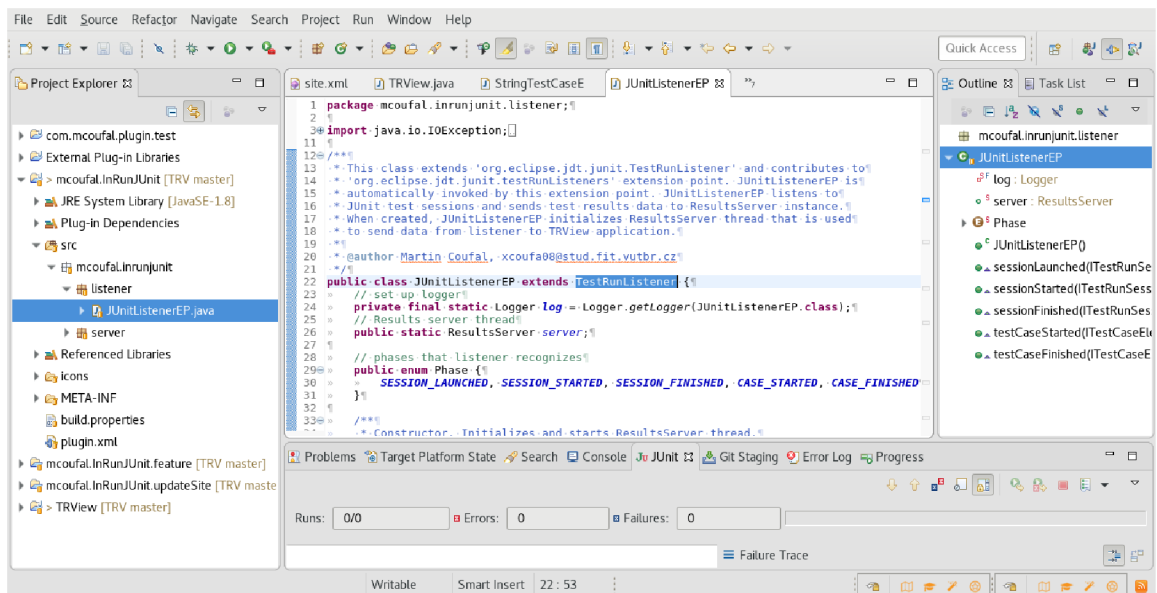 File Edit Source Refactor Navigate Search Project Run Window Help
Quick Access
Project Explorer
com.mcoufal.plugin.test
External Plug-in Libraries
> mcoufal.InRunJUnit [TRV master]
JRE System Library [JavaSE-1.8]
Plug-in Dependencies
src
mcoufal.inrunjunit
listener
JUnitListenerEP.java
server
Referenced Libraries
icons
META-INF
build.properties
plugin.xml
mcoufal.InRunJUnit.feature [TRV master]
mcoufal.InRunJUnit.updateSite [TRV maste
> TRView [TRV master]
site.xml TRView.java StringTestCaseE JUnitListenerEP »7
1 package mcoufal.inrunjunit.listener;
2
3 import java.io.IOException;
11
12 /**
13 * This class extends 'org.eclipse.jdt.junit.TestRunListener' and contributes to
14 * 'org.eclipse.jdt.junit.testRunListeners' extension point. JUnitListenerEP is
15 * automatically invoked by this extension point. JUnitListenerEP listens to
16 * JUnit test sessions and sends test results data to ResultsServer instance.
17 * When created, JUnitListenerEP initializes ResultsServer thread that is used
18 * to send data from listener to TRView application.
19 *
20 * @author Martin Coufal, xcoufa08@stud.fit.vutbr.cz
21 */
22 public class JUnitListenerEP extends TestRunListener {
23 // set up logger
24 private final static Logger log = Logger.getLogger(JUnitListenerEP.class);
25 // Results server thread
26 public static ResultsServer server;
27
28 // phases that listener recognizes
29 public enum Phase {
30 SESSION_LAUNCHED, SESSION_STARTED, SESSION_FINISHED, CASE_STARTED, CASE_FINISHED
31 }
32
33 /**
* Constructor. Initializes and starts ResultsServer thread.
Outline Task List
mcoufal.inrunjunit.listener
JUnitListenerEP
log : Logger
server : ResultsServer
Phase
JUnitListenerEP()
sessionLaunched(ITestRunSe
sessionStarted(ITestRunSess
sessionFinished(ITestRunSes
testCaseStarted(ITestCaseEle
testCaseFinished(ITestCaseE
Problems Target Platform State Search Console JUnit Git Staging Error Log Progress
Runs: 0/0 Errors: 0 Failures: 0
Failure Trace
Writable Smart Insert 22 : 53